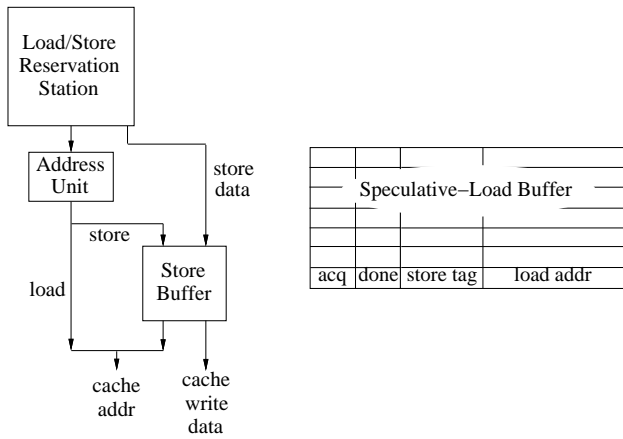 Load/Store
Reservation
Station
Address
Unit
store
data
store
load
Store
Buffer
cache
addr
cache
write
data
Speculative−Load Buffer
acq done store tag load addr